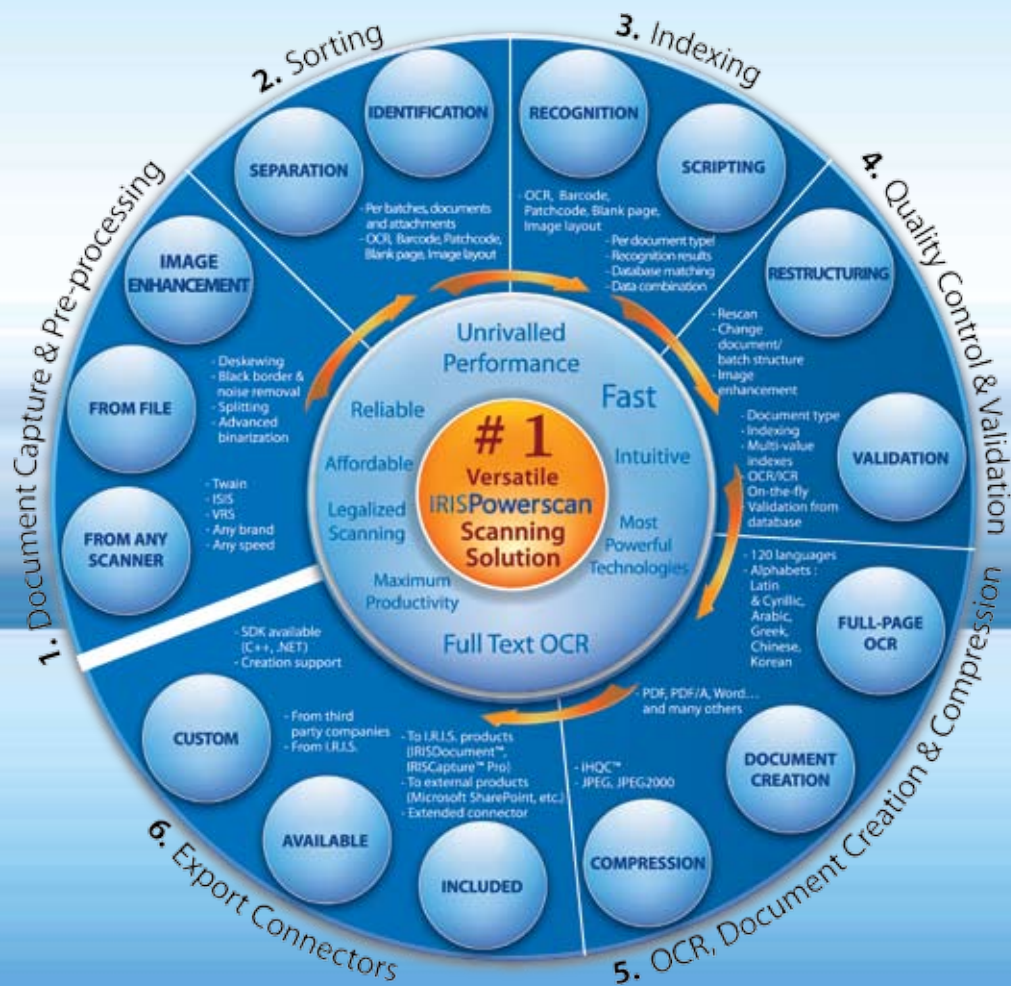 1. Document Capture & Pre-processing
FROM ANY
SCANNER
- Twain
- ISIS
- VRS
- Any brand
- Any speed
FROM FILE
IMAGE
ENHANCEMENT
- Deskewing
- Black border &
noise removal
- Splitting
- Advanced
binarization
2. Sorting
SEPARATION
IDENTIFICATION
- Per batches, documents
and attachments
- OCR, Barcode, Patchcode,
Blank page, Image layout
3. Indexing
RECOGNITION
- OCR, Barcode,
Patchcode, Blank page,
Image layout
SCRIPTING
- Per document type!
- Recognition results
- Database matching
- Data combination
4. Quality Control & Validation
RESTRUCTURING
- Rescan
- Change
document/
batch structure
- Image
enhancement
VALIDATION
- Document type
- Indexing
- Multi-value
indexes
- OCR/ICR
On-the-fly
- Validation from
database
5. OCR, Document Creation & Compression
FULL-PAGE
OCR
- 120 languages
- Alphabets :
Latin
& Cyrillic,
Arabic,
Greek,
Chinese,
Korean
DOCUMENT
CREATION
- PDF, PDF/A, Word...
and many others
COMPRESSION
- iHQC™
- JPEG, JPEG2000
6. Export Connectors
INCLUDED
- To I.R.I.S. products
(IRISDocument™,
IRISCapture™ Pro)
- To external products
(Microsoft SharePoint, etc.)
- Extended connector
AVAILABLE
- From third
party companies
- From I.R.I.S.
CUSTOM
- SDK available
(C++, .NET)
- Creation support
Unrivalled
Performance
Fast
Reliable
Intuitive
Affordable
Legalized
Scanning
Most
Powerful
Technologies
Maximum
Productivity
Full Text OCR
# 1
Versatile
IRISPowerscan
Scanning
Solution